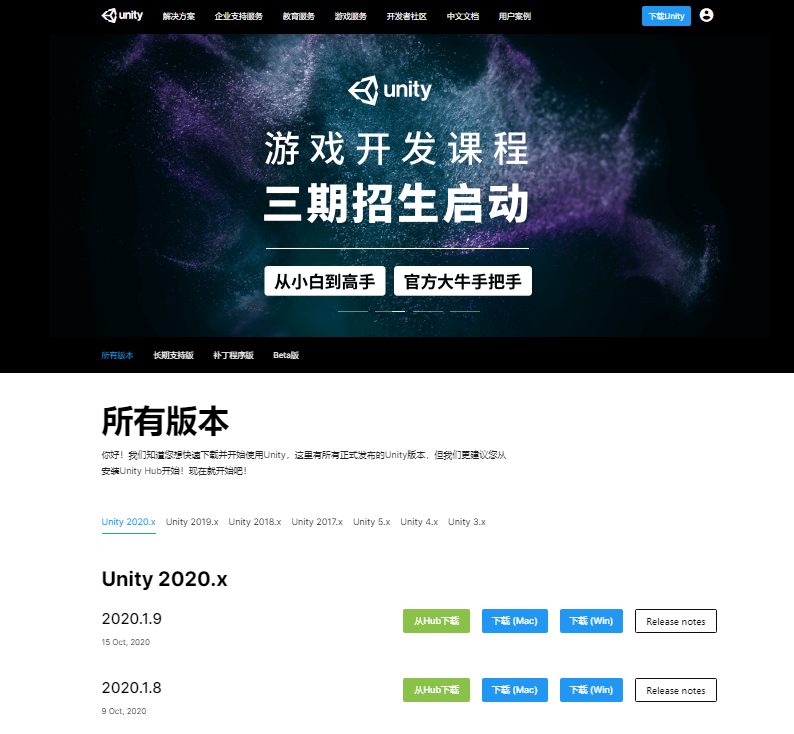 unity 解决方案 企业支持服务 教育服务 游戏服务 开发者社区 中文文档 用户案例 下载Unity
unity
游戏开发课程
三期招生启动
从小白到高手 官方大牛手把手
所有版本 长期支持版 补丁程序版 Beta版
所有版本
你好！我们知道您想快速下载并开始使用Unity，这里有所有正式发布的Unity版本，但我们更建议您从
安装Unity Hub开始！现在就开始吧！
Unity 2020.x Unity 2019.x Unity 2018.x Unity 2017.x Unity 5.x Unity 4.x Unity 3.x
Unity 2020.x
2020.1.9 从Hub下载 下载 (Mac) 下载 (Win) Release notes
15 Oct, 2020
2020.1.8 从Hub下载 下载 (Mac) 下载 (Win) Release notes
9 Oct, 2020